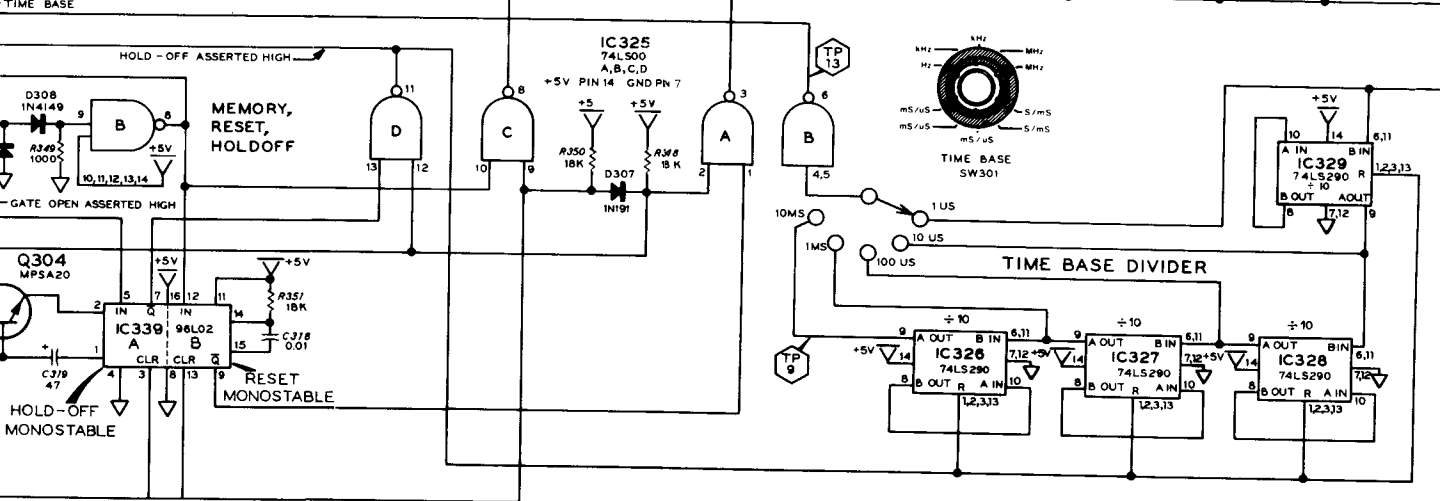 TIME BASE
HOLD-OFF ASSERTED HIGH
IC325
74LS00
A,B,C,D
+5V PIN 14 GND PN 7
TP
13
kHz
MHz
Hz
MHz
mS/uS
S/mS
mS/uS
S/mS
mS/uS
TIME BASE
SW301
D308
1N4149
9
B
8
R349
1000
+5V
10,11,12,13,14
MEMORY,
RESET,
HOLDOFF
GATE OPEN ASSERTED HIGH
11
D
13
12
8
C
10
9
+5
+5V
R350
18K
R348
18K
D307
1N191
3
A
2
1
6
B
4,5
10MS
1 US
1MS
10 US
100 US
TIME BASE DIVIDER
+5V
10
14
6,11
A IN
B IN
IC329
74LS290
R
1,2,3,13
÷10
B OUT
AOUT
8
7,12
9
Q304
MPSA20
+5V
+5V
5
7
16
12
11
2
IN
Q
IN
14
R351
18K
IC339
96L02
A
B
C318
0.01
1
15
CLR
CLR
Q
4
3
8
13
9
+
C319
47
RESET
MONOSTABLE
HOLD-OFF
MONOSTABLE
÷10
9
A OUT
B IN
6,11
+5V
14
IC326
74LS290
7,12
8
B OUT
R
A IN
10
1,2,3,13
TP
9
÷10
9
A OUT
B IN
6,11
+5V
14
IC327
74LS290
7,12
8
B OUT
R
A IN
10
1,2,3,13
÷10
9
A OUT
BIN
6,11
+5V
14
IC328
74LS290
7,12
8
B OUT
R
A IN
10
1,2,3,13